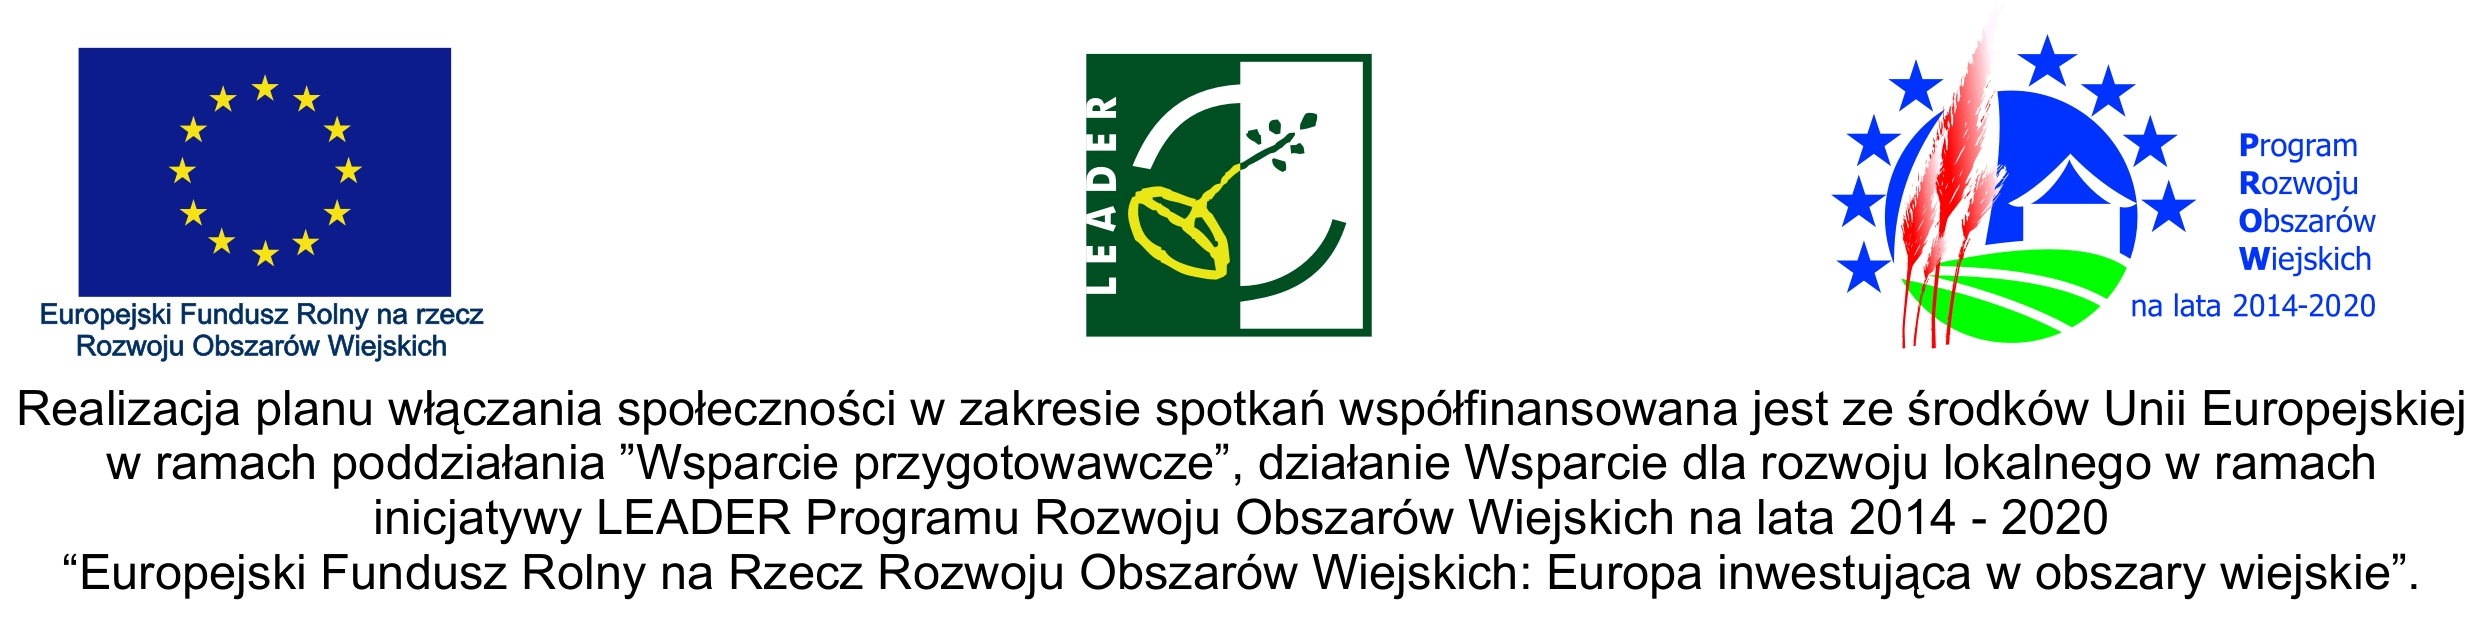 Europejski Fundusz Rolny na rzecz
Rozwoju Obszarów Wiejskich
LEADER
Program
Rozwoju
Obszarów
Wiejskich
na lata 2014-2020
Realizacja planu włączania społeczności w zakresie spotkań współfinansowana jest ze środków Unii Europejskiej
w ramach poddziałania ”Wsparcie przygotowawcze”, działanie Wsparcie dla rozwoju lokalnego w ramach
inicjatywy LEADER Programu Rozwoju Obszarów Wiejskich na lata 2014 - 2020
“Europejski Fundusz Rolny na Rzecz Rozwoju Obszarów Wiejskich: Europa inwestująca w obszary wiejskie”.